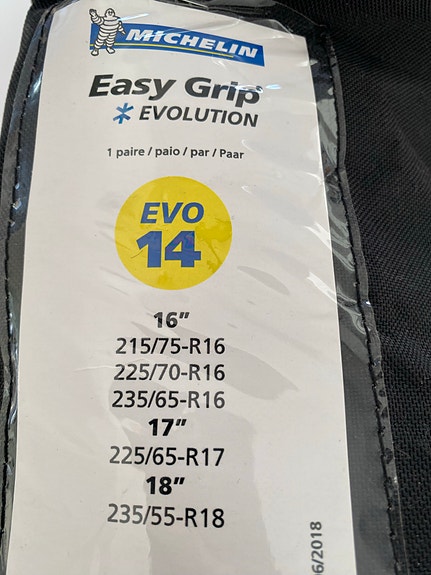 MICHELIN
Easy Grip
* EVOLUTION
1 paire / paio / par / Paar
EVO
14
16”
215/75-R16
225/70-R16
235/65-R16
17”
225/65-R17
18”
235/55-R18
6/2018